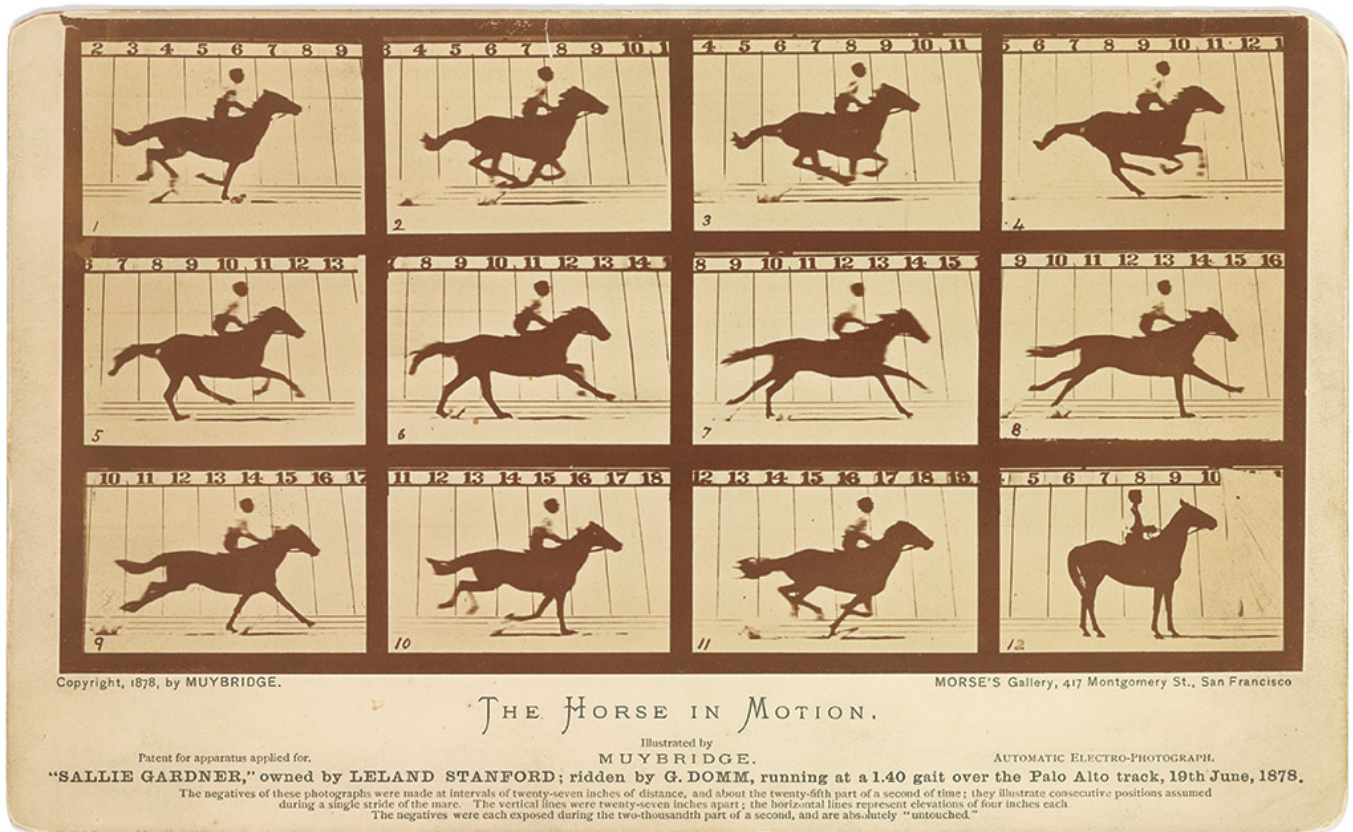 2 3 4 5 6 7 8 9
3 4 5 6 7 8 9 10 1
4 5 6 7 8 9 10 11
5 6 7 8 9 10 11 12 1
1
2
3
4
6 7 8 9 10 11 12 13
7 8 9 10 11 12 13 14 1
8 9 10 11 12 13 14 15 1
9 10 11 12 13 14 15 16
5
6
7
8
10 11 12 13 14 15 16 17
11 12 13 14 15 16 17 18
12 13 14 15 16 17 18 19
5 6 7 8 9 10
9
10
11
12
Copyright, 1878, by MUYBRIDGE.
MORSE'S Gallery, 417 Montgomery St., San Francisco
THE HORSE IN MOTION.
Illustrated by
Patent for apparatus applied for.
MUYBRIDGE.
AUTOMATIC ELECTRO-PHOTOGRAPH.
"SALLIE GARDNER," owned by LELAND STANFORD; ridden by G. DOMM, running at a 1.40 gait over the Palo Alto track, 19th June, 1878.
The negatives of these photographs were made at intervals of twenty-seven inches of distance, and about the twenty-fifth part of a second of time; they illustrate consecutive positions assumed
during a single stride of the mare. The vertical lines were twenty-seven inches apart; the horizontal lines represent elevations of four inches each
The negatives were each exposed during the two-thousandth part of a second, and are absolutely "untouched."